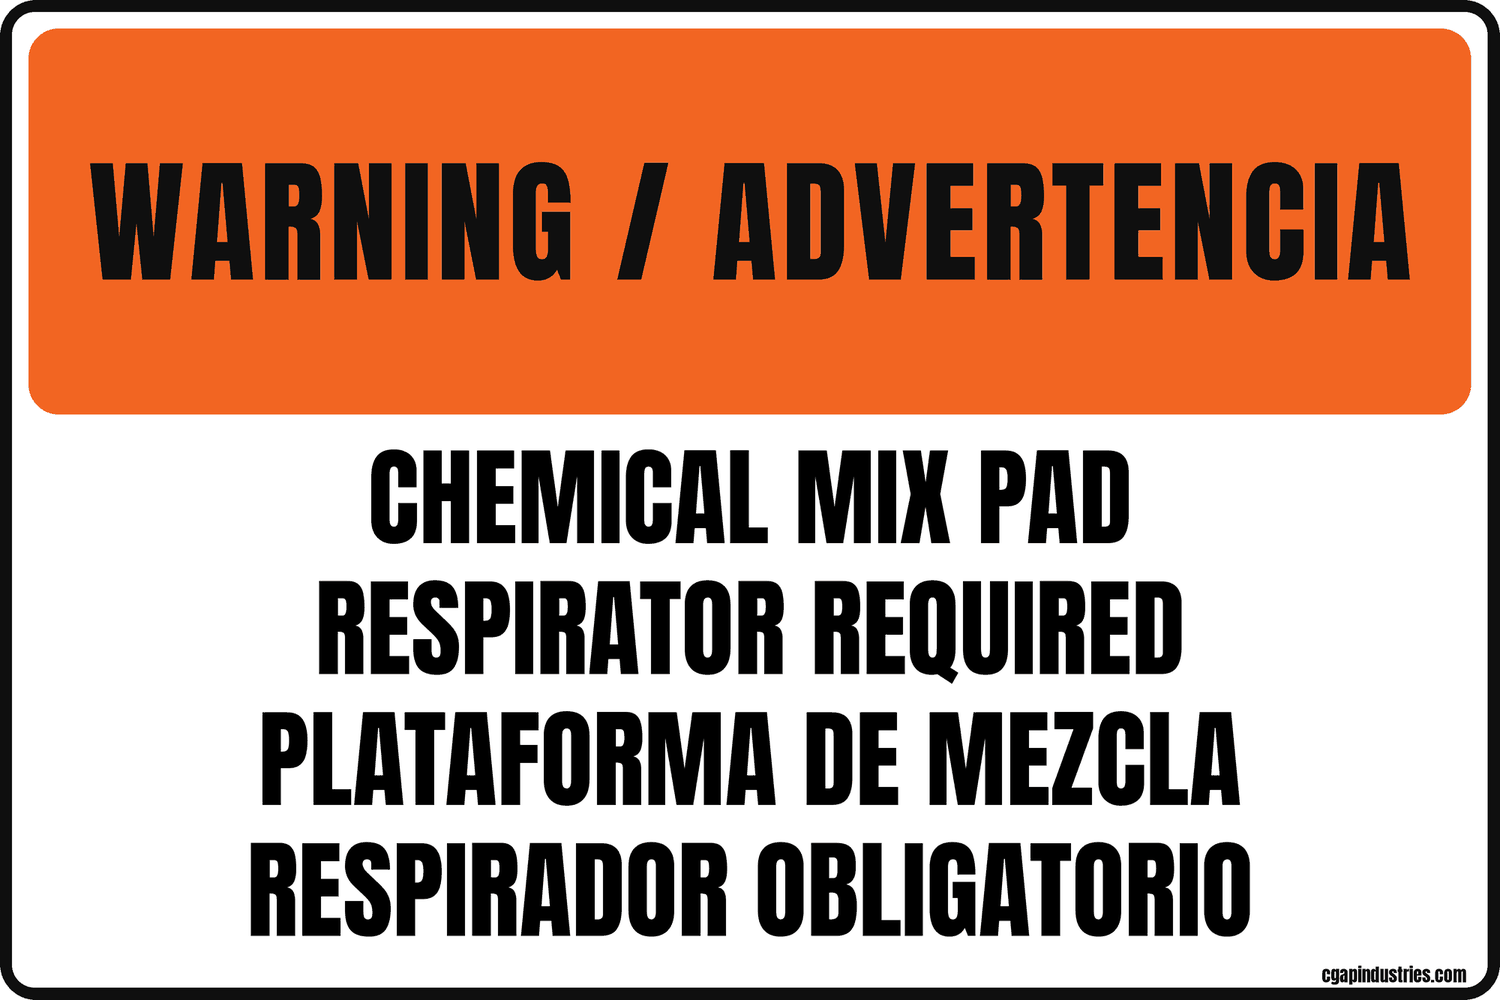 WARNING / ADVERTENCIA
CHEMICAL MIX PAD
RESPIRATOR REQUIRED
PLATAFORMA DE MEZCLA
RESPIRADOR OBLIGATORIO
cgapindustries.com